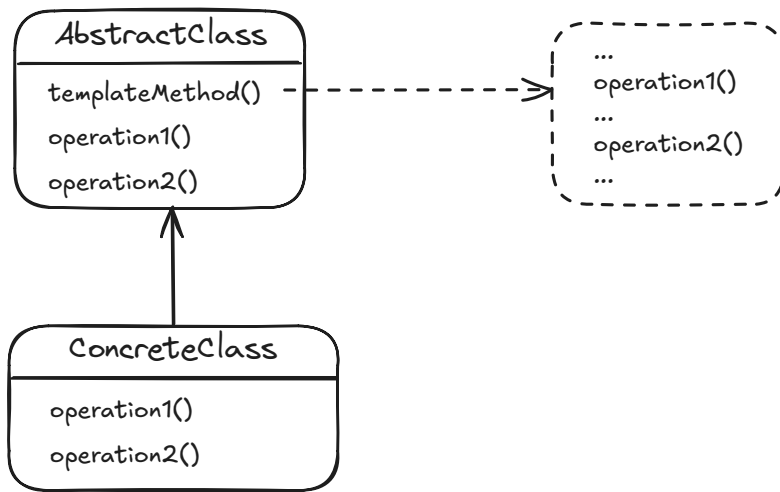 AbstractClass
templateMethod()
operation1()
operation2()
...
operation1()
...
operation2()
...
ConcreteClass
operation1()
operation2()